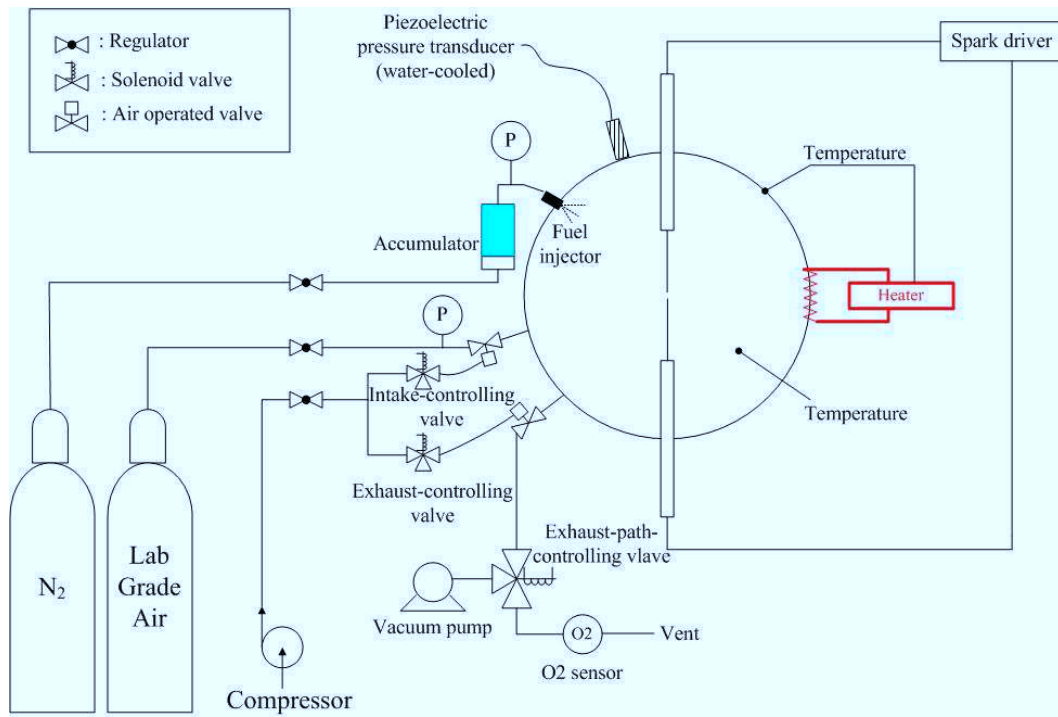 : Regulator
: Solenoid valve
: Air operated valve
Piezoelectric
pressure transducer
(water-cooled)
Spark driver
P
Temperature
Accumulator
Fuel
injector
Heater
P
Intake-controlling
valve
Temperature
Exhaust-controlling
valve
Exhaust-path-
controlling vlave
N2
Lab
Grade
Air
Vacuum pump
O2
Vent
O2 sensor
Compressor